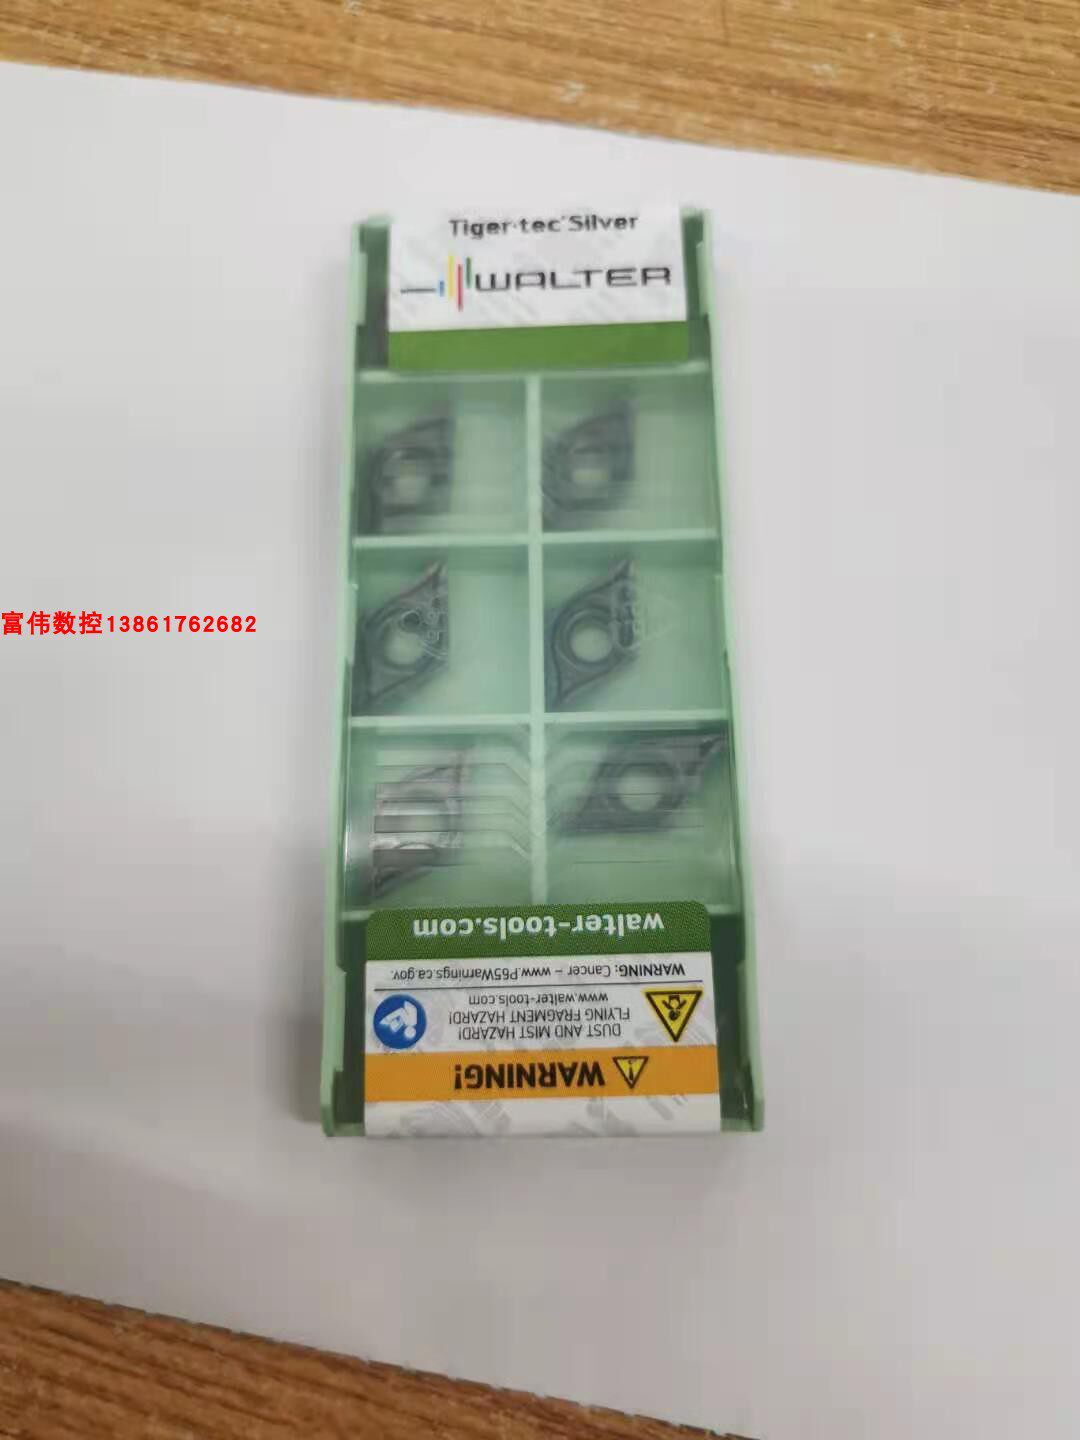 Tiger·tec®Silver
WALTER
富伟数控13861762682
walter-tools.com
WARNING: Cancer – www.P65Warnings.ca.gov.
www.walter-tools.com
FLYING FRAGMENT HAZARD!
DUST AND MIST HAZARD!
WARNING!